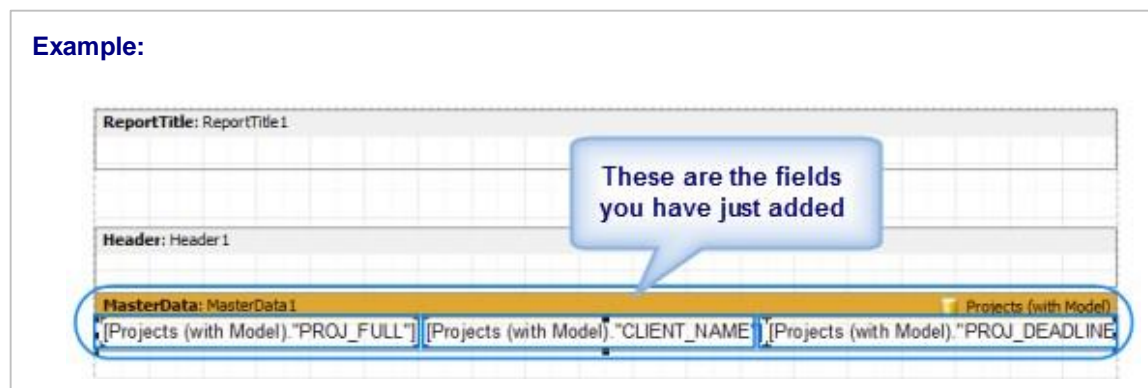 Example:
ReportTitle: ReportTitle1
These are the fields
you have just added
Header: Header1
MasterData: MasterData1 Projects (with Model)
[Projects (with Model)."PROJ_FULL"] [Projects (with Model)."CLIENT_NAME" [Projects (with Model)."PROJ_DEADLINE